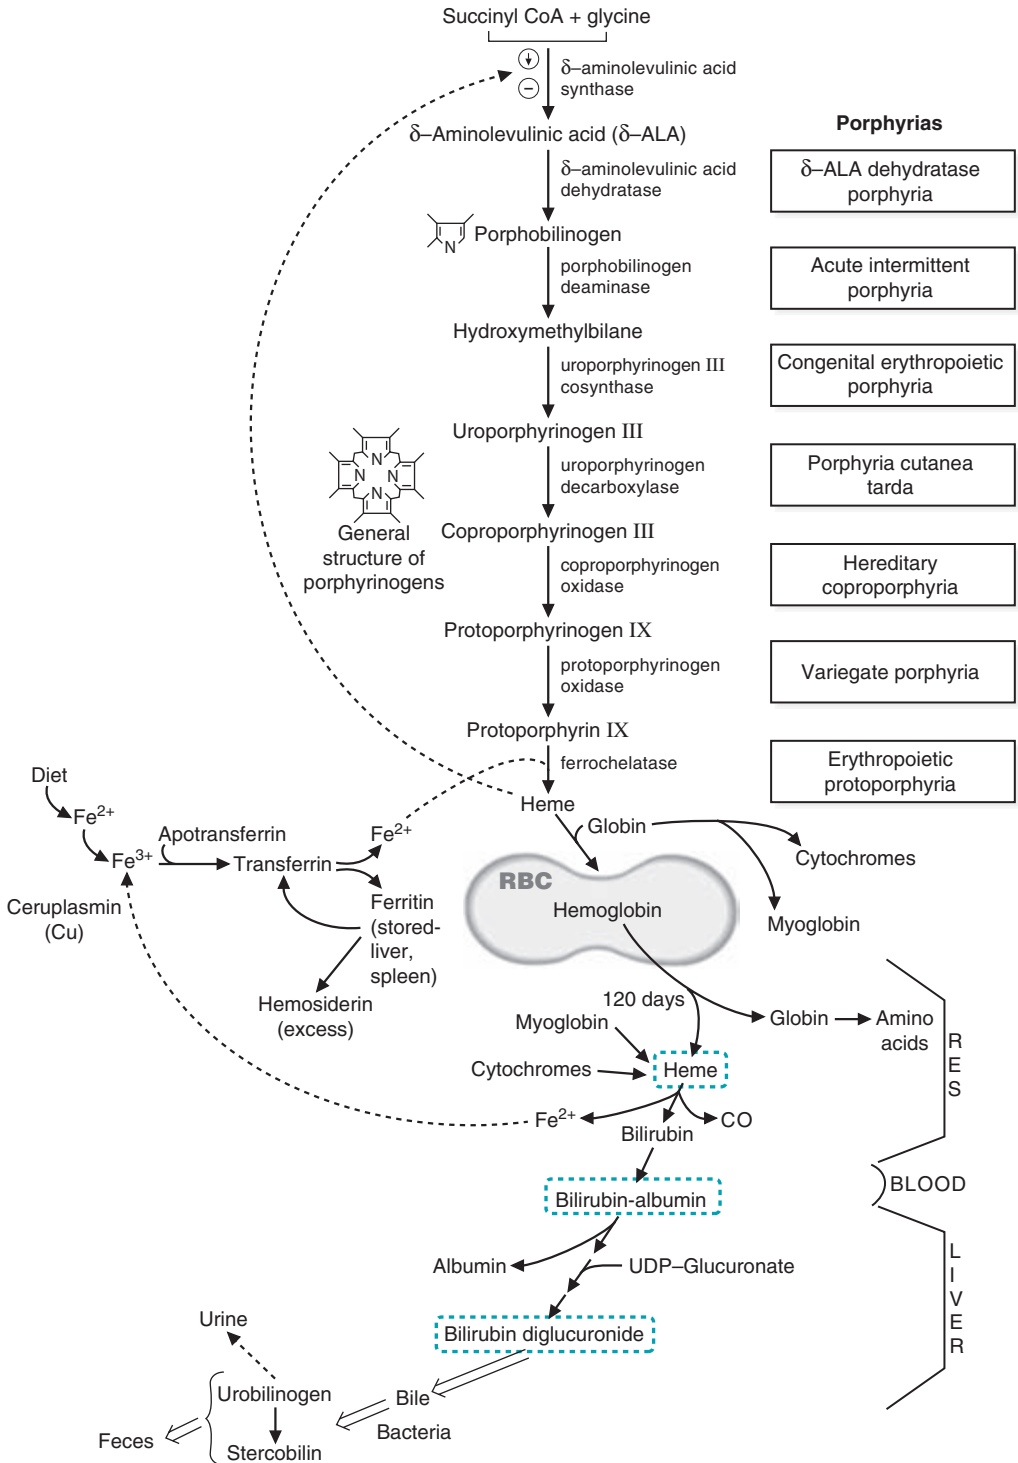 Succinyl CoA + glycine
δ–aminolevulinic acid
synthase
δ–Aminolevulinic acid (δ–ALA)
Porphyrias
δ–aminolevulinic acid
dehydratase
δ–ALA dehydratase
porphyria
N
Porphobilinogen
porphobilinogen
deaminase
Acute intermittent
porphyria
Hydroxymethylbilane
uroporphyrinogen III
cosynthase
Congenital erythropoietic
porphyria
Uroporphyrinogen III
N
N N
N
uroporphyrinogen
decarboxylase
Porphyria cutanea
tarda
General
structure of
porphyrinogens
Coproporphyrinogen III
coproporphyrinogen
oxidase
Hereditary
coproporphyria
Protoporphyrinogen IX
protoporphyrinogen
oxidase
Variegate porphyria
Protoporphyrin IX
ferrochelatase
Erythropoietic
protoporphyria
Diet
Fe2+
Fe3+
Ceruplasmin
(Cu)
Apotransferrin
Transferrin
Fe2+
Ferritin
(stored-
liver,
spleen)
Hemosiderin
(excess)
Heme
Globin
Cytochromes
Myoglobin
RBC
Hemoglobin
120 days
Globin
Amino
acids
Myoglobin
Cytochromes
Heme
Fe2+
CO
Bilirubin
RES
Bilirubin-albumin
BLOOD
Albumin
UDP–Glucuronate
Bilirubin diglucuronide
LIVER
Urine
Urobilinogen
Bile
Bacteria
Feces
Stercobilin